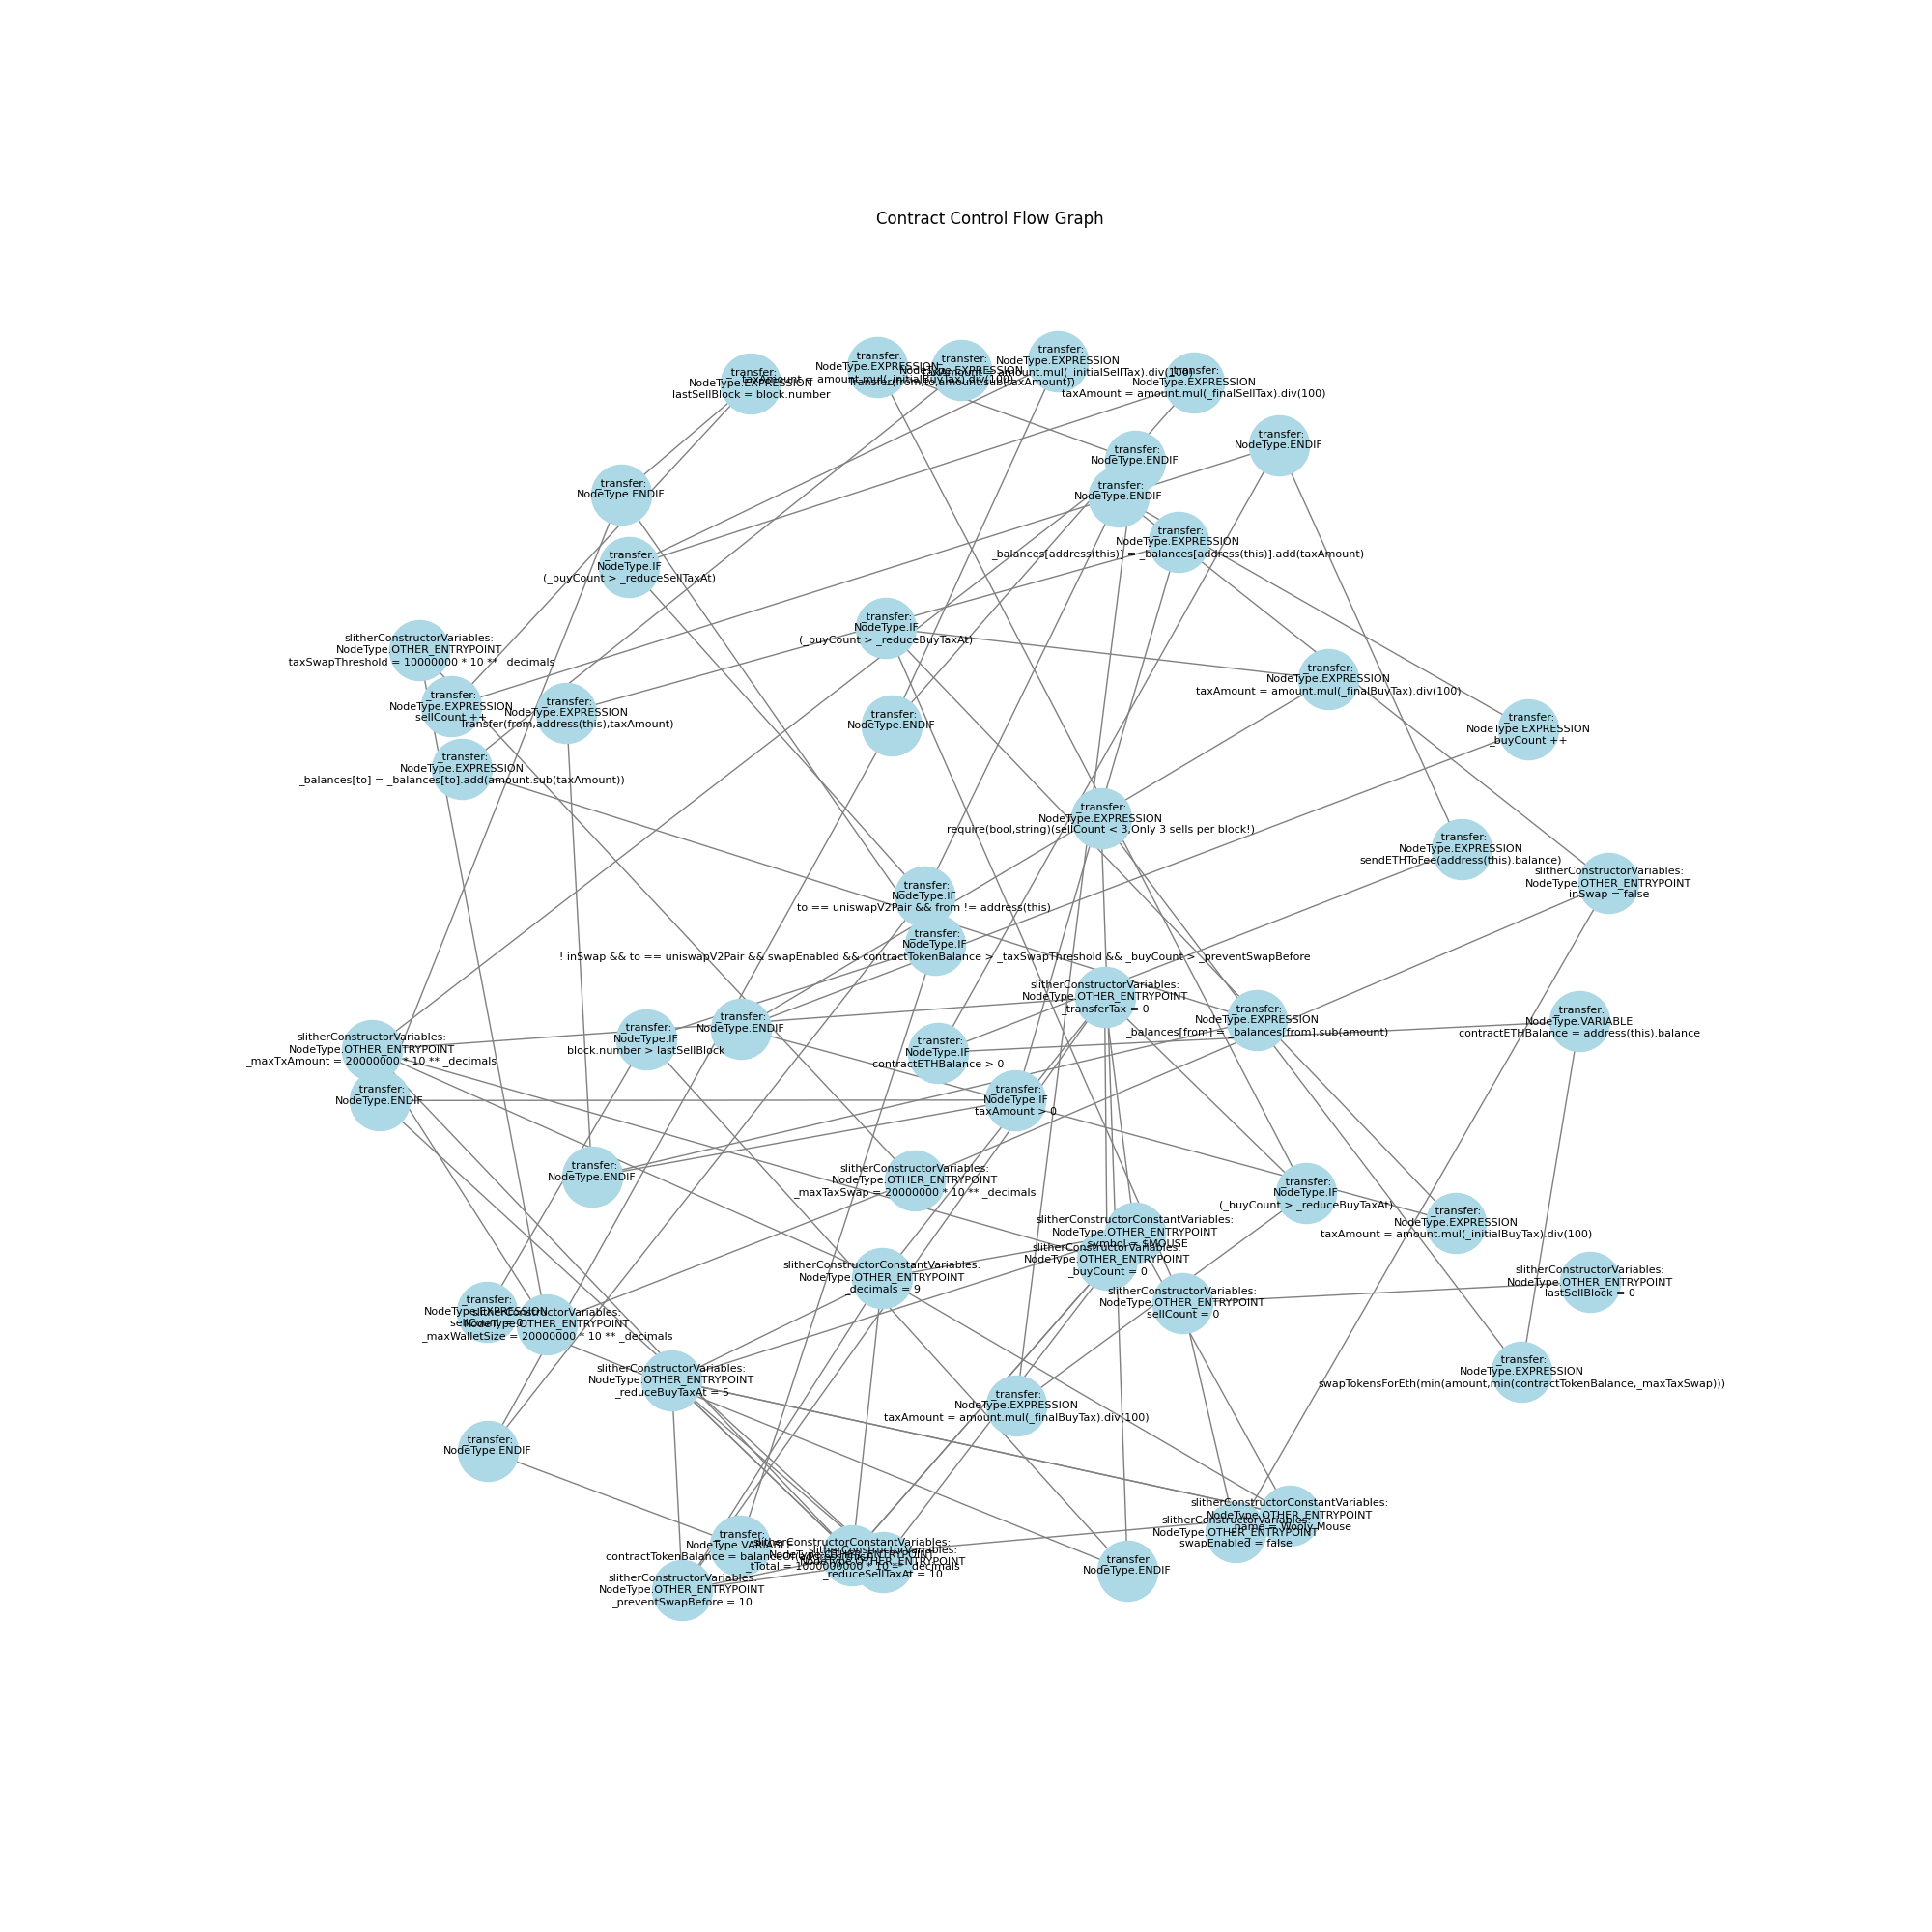 Contract Control Flow Graph
_transfer:
NodeType.EXPRESSION
lastSellBlock = block.number
_transfer:
NodeType.EXPRESSION
taxAmount = amount.mul(_initialBuyTax).div(100)
_transfer:
NodeType.EXPRESSION
Transfer(from,to,amount.sub(taxAmount))
_transfer:
NodeType.EXPRESSION
taxAmount = amount.mul(_initialSellTax).div(100)
_transfer:
NodeType.EXPRESSION
taxAmount = amount.mul(_finalSellTax).div(100)
_transfer:
NodeType.ENDIF
_transfer:
NodeType.ENDIF
_transfer:
NodeType.ENDIF
_transfer:
NodeType.ENDIF
_transfer:
NodeType.EXPRESSION
_balances[address(this)] = _balances[address(this)].add(taxAmount)
_transfer:
NodeType.IF
(_buyCount > _reduceSellTaxAt)
_transfer:
NodeType.IF
(_buyCount > _reduceBuyTaxAt)
slitherConstructorVariables:
NodeType.OTHER_ENTRYPOINT
_taxSwapThreshold = 10000000 * 10 ** _decimals
_transfer:
NodeType.EXPRESSION
taxAmount = amount.mul(_finalBuyTax).div(100)
_transfer:
NodeType.EXPRESSION
sellCount ++
_transfer:
NodeType.EXPRESSION
Transfer(from,address(this),taxAmount)
_transfer:
NodeType.ENDIF
_transfer:
NodeType.EXPRESSION
_buyCount ++
_transfer:
NodeType.EXPRESSION
_balances[to] = _balances[to].add(amount.sub(taxAmount))
_transfer:
NodeType.EXPRESSION
require(bool,string)(sellCount < 3,Only 3 sells per block!)
_transfer:
NodeType.EXPRESSION
sendETHToFee(address(this).balance)
slitherConstructorVariables:
NodeType.OTHER_ENTRYPOINT
inSwap = false
_transfer:
NodeType.IF
to == uniswapV2Pair && from != address(this)
_transfer:
NodeType.IF
! inSwap && to == uniswapV2Pair && swapEnabled && contractTokenBalance > _taxSwapThreshold && _buyCount > _preventSwapBefore
slitherConstructorVariables:
NodeType.OTHER_ENTRYPOINT
_transferTax = 0
_transfer:
NodeType.EXPRESSION
_balances[from] = _balances[from].sub(amount)
_transfer:
NodeType.VARIABLE
contractETHBalance = address(this).balance
_transfer:
NodeType.ENDIF
_transfer:
NodeType.IF
block.number > lastSellBlock
slitherConstructorVariables:
NodeType.OTHER_ENTRYPOINT
_maxTxAmount = 20000000 * 10 ** _decimals
_transfer:
NodeType.IF
contractETHBalance > 0
_transfer:
NodeType.ENDIF
_transfer:
NodeType.IF
taxAmount > 0
_transfer:
NodeType.ENDIF
slitherConstructorVariables:
NodeType.OTHER_ENTRYPOINT
_maxTaxSwap = 20000000 * 10 ** _decimals
_transfer:
NodeType.IF
(_buyCount > _reduceBuyTaxAt)
_transfer:
NodeType.EXPRESSION
taxAmount = amount.mul(_initialBuyTax).div(100)
slitherConstructorConstantVariables:
NodeType.OTHER_ENTRYPOINT
_symbol = $MOUSE
slitherConstructorVariables:
NodeType.OTHER_ENTRYPOINT
_buyCount = 0
slitherConstructorConstantVariables:
NodeType.OTHER_ENTRYPOINT
_decimals = 9
slitherConstructorVariables:
NodeType.OTHER_ENTRYPOINT
sellCount = 0
slitherConstructorVariables:
NodeType.OTHER_ENTRYPOINT
lastSellBlock = 0
_transfer:
NodeType.EXPRESSION
sellCount = 0
slitherConstructorVariables:
NodeType.OTHER_ENTRYPOINT
_maxWalletSize = 20000000 * 10 ** _decimals
slitherConstructorVariables:
NodeType.OTHER_ENTRYPOINT
_reduceBuyTaxAt = 5
_transfer:
NodeType.EXPRESSION
swapTokensForEth(min(amount,min(contractTokenBalance,_maxTaxSwap)))
_transfer:
NodeType.EXPRESSION
taxAmount = amount.mul(_finalBuyTax).div(100)
_transfer:
NodeType.ENDIF
slitherConstructorConstantVariables:
NodeType.OTHER_ENTRYPOINT
_name = Wooly Mouse
slitherConstructorVariables:
NodeType.OTHER_ENTRYPOINT
swapEnabled = false
_transfer:
NodeType.VARIABLE
contractTokenBalance =
slitherConstructorConstantVariables:
NodeType.OTHER_ENTRYPOINT
_tTotal = 1000000000 * 10 ** _decimals
slitherConstructorVariables:
NodeType.OTHER_ENTRYPOINT
_reduceSellTaxAt = 10
_transfer:
NodeType.ENDIF
slitherConstructorVariables:
NodeType.OTHER_ENTRYPOINT
_preventSwapBefore = 10